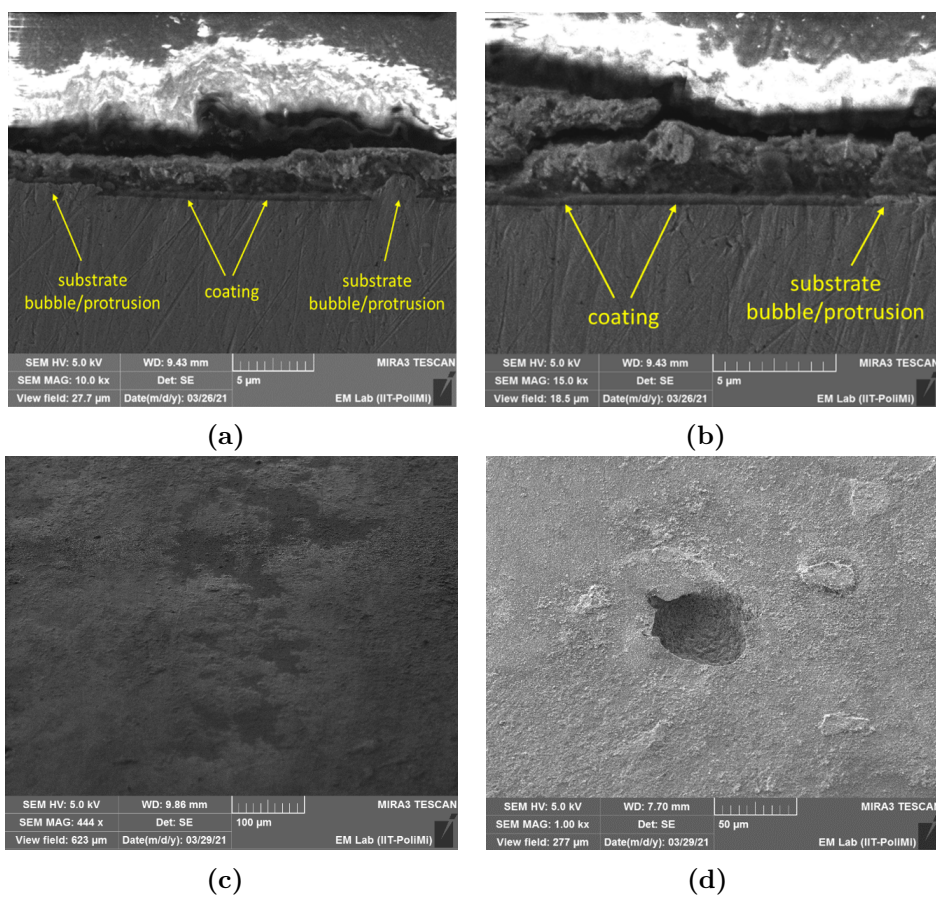 substrate
bubble/protrusion
coating
substrate
bubble/protrusion
SEM HV: 5.0 kV WD: 9.43 mm MIRA3 TESCAN
SEM MAG: 10.0 kx Det: SE 5 µm
View field: 27.7 µm Date(m/d/y): 03/26/21 EM Lab (IIT-PoliMi)
(a)
coating
substrate
bubble/protrusion
SEM HV: 5.0 kV WD: 9.43 mm MIRA3 TESCAN
SEM MAG: 15.0 kx Det: SE 5 µm
View field: 18.5 µm Date(m/d/y): 03/26/21 EM Lab (IIT-PoliMi)
(b)
SEM HV: 5.0 kV WD: 9.86 mm MIRA3 TESCAN
SEM MAG: 444 x Det: SE 100 µm
View field: 623 µm Date(m/d/y): 03/29/21 EM Lab (IIT-PoliMi)
(c)
SEM HV: 5.0 kV WD: 7.70 mm MIRA3 TESCAN
SEM MAG: 1.00 kx Det: SE 50 µm
View field: 277 µm Date(m/d/y): 03/29/21 EM Lab (IIT-PoliMi)
(d)